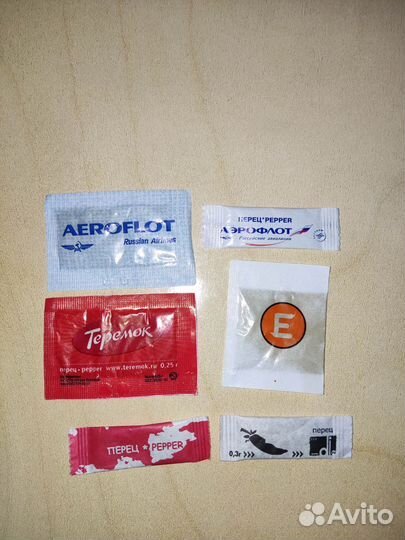 AEROFLOT
Russian Airlines
ПЕРЕЦ • PEPPER
АЭРОФЛОТ
Российские авиалинии
Теремок
перец - pepper www.teremok.ru 0,25 г
E
ПЕРЕЦ ★ PEPPER
перец
0,3г
Avito